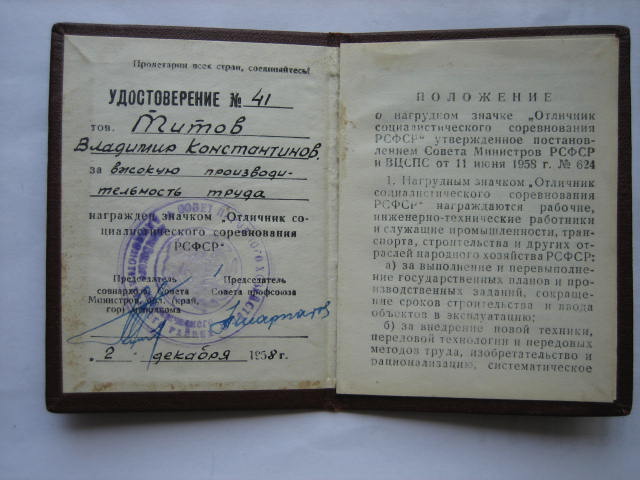 Пролетарии всех стран, соединяйтесь!
УДОСТОВЕРЕНИЕ № 41
тов. Титов
Владимир Константинов.
за высокую производи-
тельность труда
награжден значком „Отличник со-
циалистического соревнования
РСФСР"
Председатель
совнархоза, Совета
Министров, обл. (край,
гор) исполкома
Председатель
Совета профсоюза
„2" декабря 1958 г.
ПОЛОЖЕНИЕ
о нагрудном значке „Отличник
социалистического соревнования
РСФСР" утвержденное постанов-
лением Совета Министров РСФСР
и ВЦСПС от 11 июня 1958 г. № 624
1. Нагрудным значком „Отличник
социалистического соревнования
РСФСР" награждаются рабочие,
инженерно-технические работники
и служащие промышленности, тран-
спорта, строительства и других от-
раслей народного хозяйства РСФСР:
а) за выполнение и перевыполне-
ние государственных планов и про-
изводственных заданий, сокраще-
ние сроков строительства и ввода
объектов в эксплуатацию;
б) за внедрение новой техники,
передовой технологии и передовых
методов труда, изобретательство и
рационализацию, систематическое